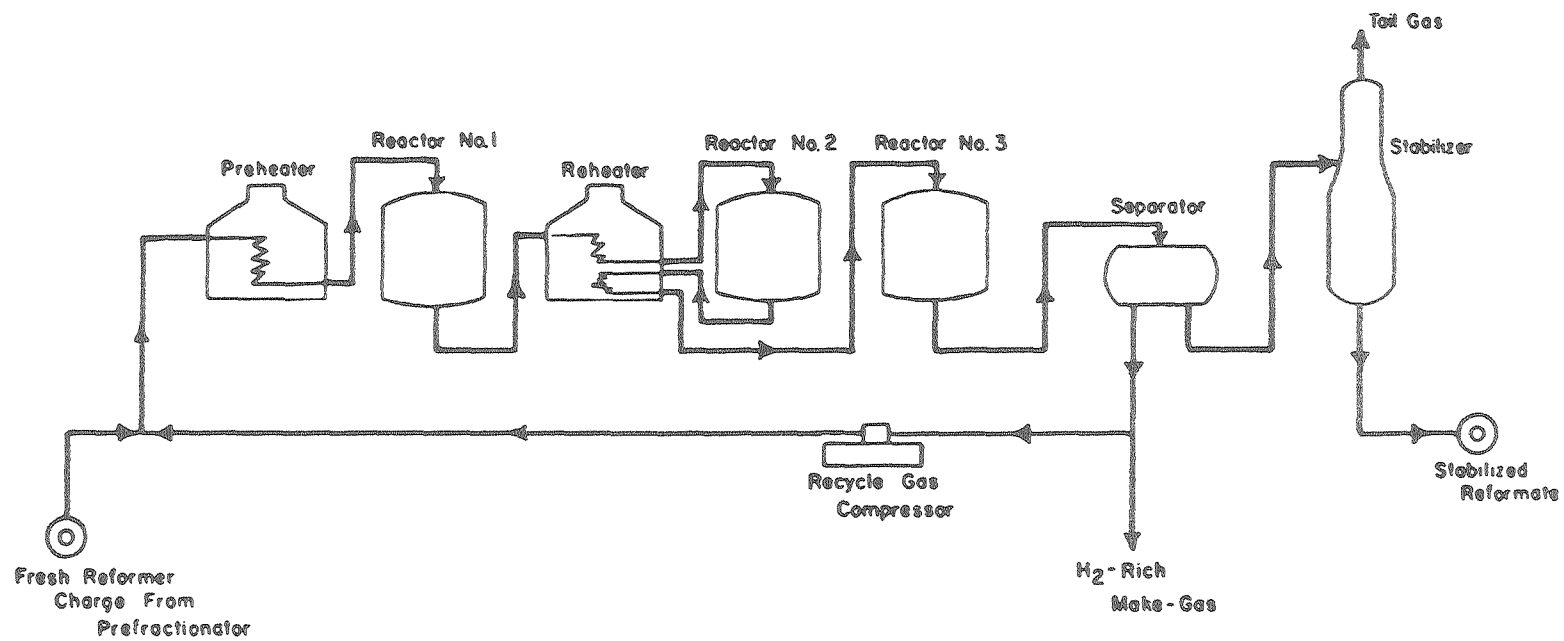 Tail Gas
Reactor No.1
Reactor No. 2
Reactor No. 3
Stabilizer
Preheater
Reheater
Separator
Stabilized
Reformate
Recycle Gas
Compressor
Fresh Reformer
Charge From
Prefractionator
H2-Rich
Make-Gas